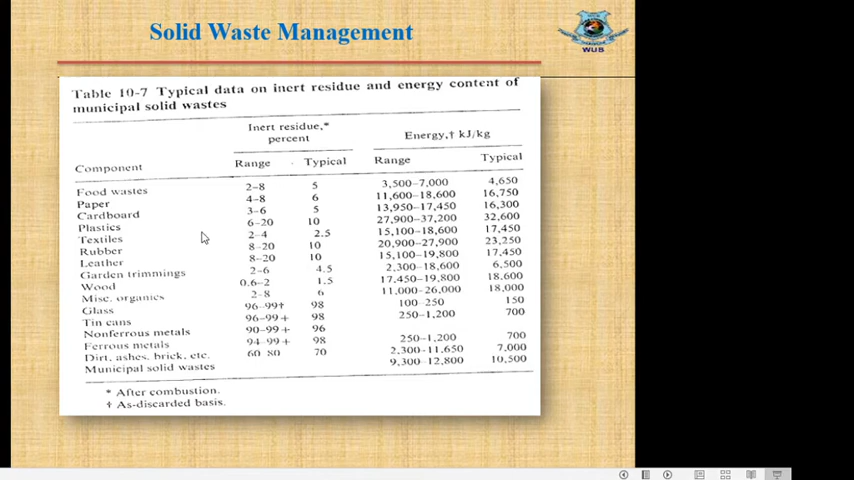 Solid Waste Management
WUB
Table 10-7 Typical data on inert residue and energy content of
municipal solid wastes
Inert residue,* percent Energy,† kJ/kg
Component Range Typical Range Typical
Food wastes 2–8 5 3,500–7,000 4,650
Paper 4–8 6 11,600–18,600 16,750
Cardboard 3–6 5 13,950–17,450 16,300
Plastics 6–20 10 27,900–37,200 32,600
Textiles 2–4 2.5 15,100–18,600 17,450
Rubber 8–20 10 20,900–27,900 23,250
Leather 8–20 10 15,100–19,800 17,450
Garden trimmings 2–6 4.5 2,300–18,600 6,500
Wood 0.6–2 1.5 17,450–19,800 18,600
Misc. organics 2–8 6 11,000–26,000 18,000
Glass 96–99† 98 100–250 150
Tin cans 96–99+ 98 250–1,200 700
Nonferrous metals 90–99+ 96
Ferrous metals 94–99+ 98 250–1,200 700
Dirt, ashes, brick, etc. 60–80 70 2,300–11,650 7,000
Municipal solid wastes 9,300–12,800 10,500
* After combustion.
† As-discarded basis.